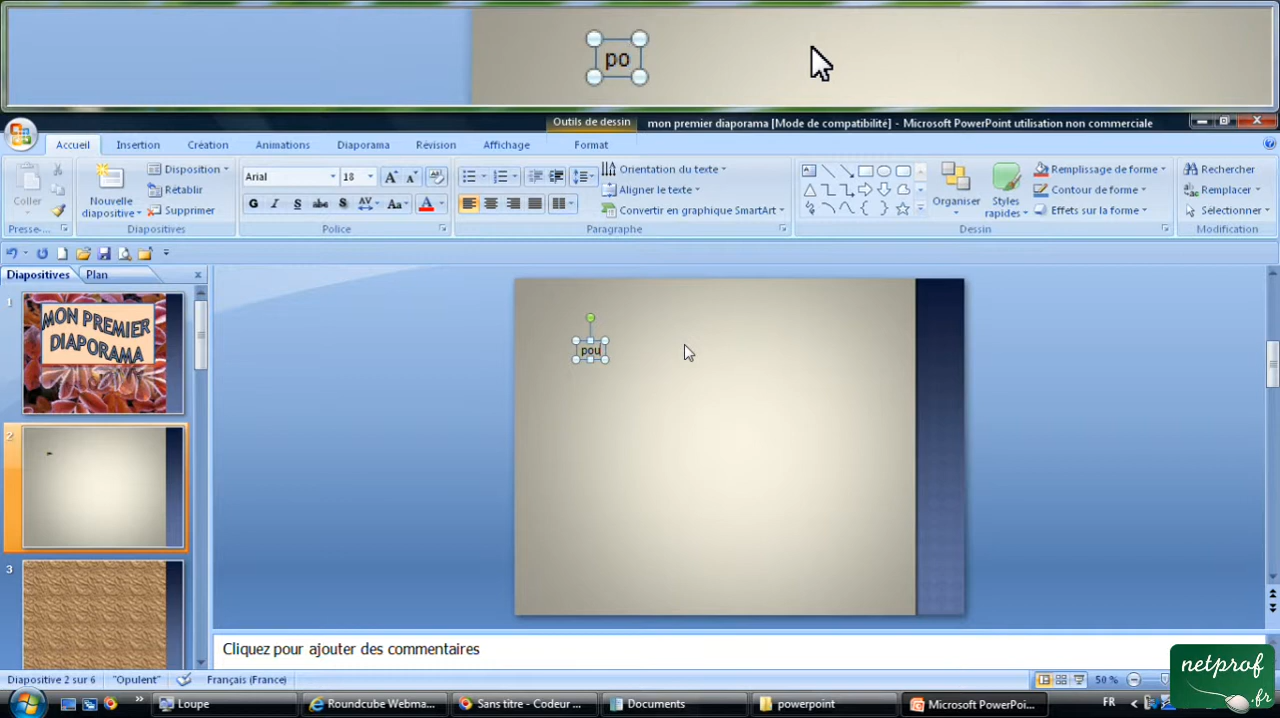 po
Outils de dessin
mon premier diaporama [Mode de compatibilité] - Microsoft PowerPoint utilisation non commerciale
Accueil Insertion Création Animations Diaporama Révision Affichage Format
Coller
Nouvelle diapositive
Disposition
Rétablir
Supprimer
Arial 18
G I S abc S AV Aa A
Orientation du texte
Aligner le texte
Convertir en graphique SmartArt
Organiser
Styles rapides
Remplissage de forme
Contour de forme
Effets sur la forme
Rechercher
Remplacer
Sélectionner
Presse-... Diapositives Police Paragraphe Dessin Modification
Diapositives Plan
1
MON PREMIER
DIAPORAMA
2
3
pou
Cliquez pour ajouter des commentaires
Diapositive 2 sur 6 "Opulent" Français (France) 50 %
Loupe Roundcube Webma... Sans titre - Codeur ... Documents powerpoint Microsoft PowerPoi... FR
netprof
.fr